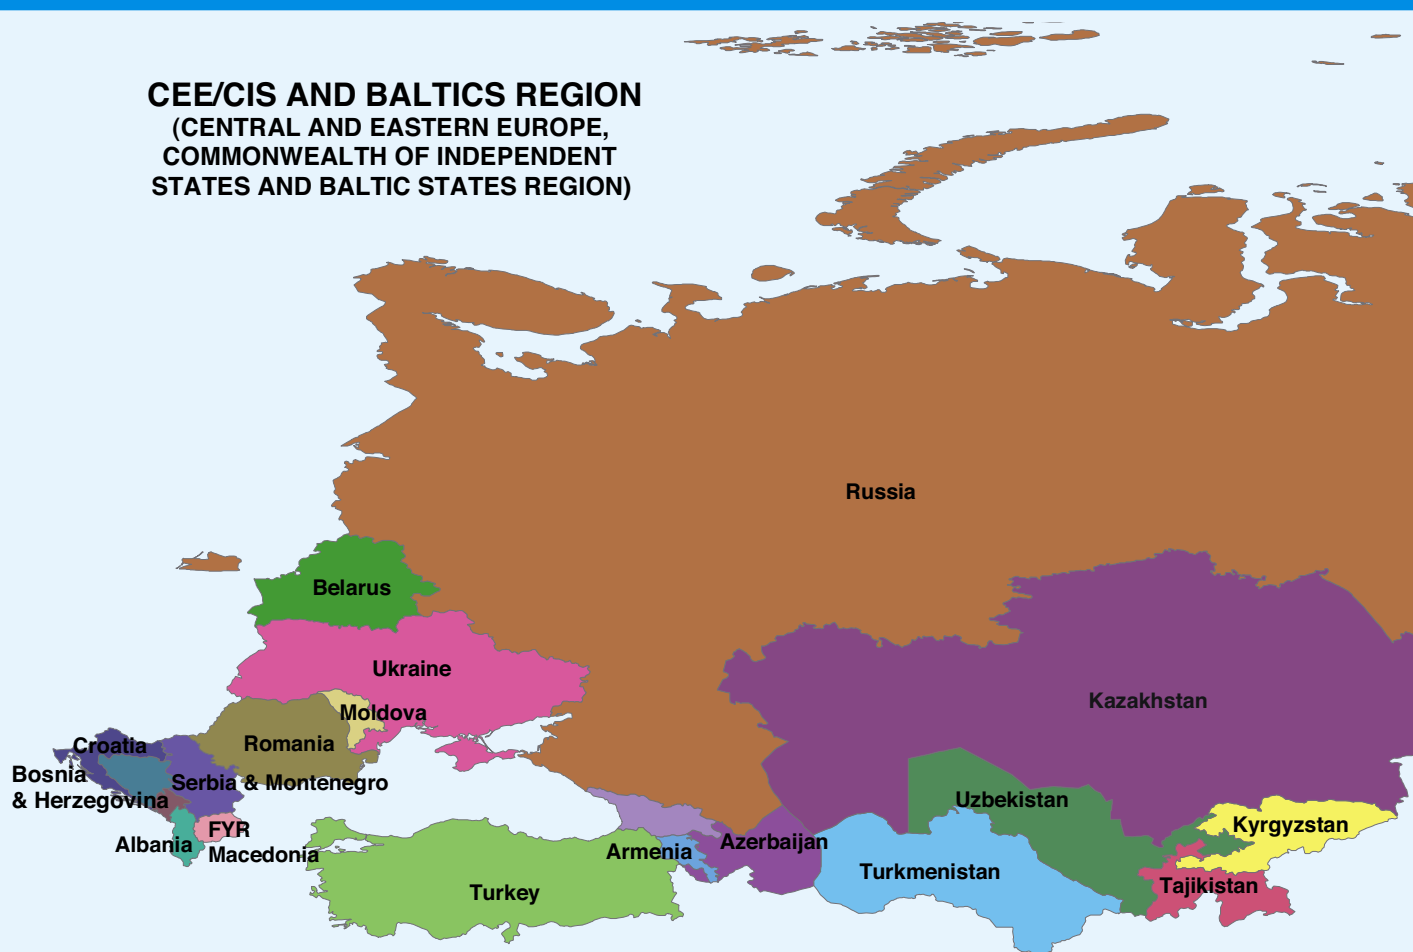 CEE/CIS AND BALTICS REGION
(CENTRAL AND EASTERN EUROPE,
COMMONWEALTH OF INDEPENDENT
STATES AND BALTIC STATES REGION)
Russia
Belarus
Ukraine
Kazakhstan
Moldova
Croatia
Romania
Bosnia
& Herzegovina
Serbia & Montenegro
Uzbekistan
Kyrgyzstan
FYR
Macedonia
Albania
Armenia
Azerbaijan
Turkmenistan
Tajikistan
Turkey